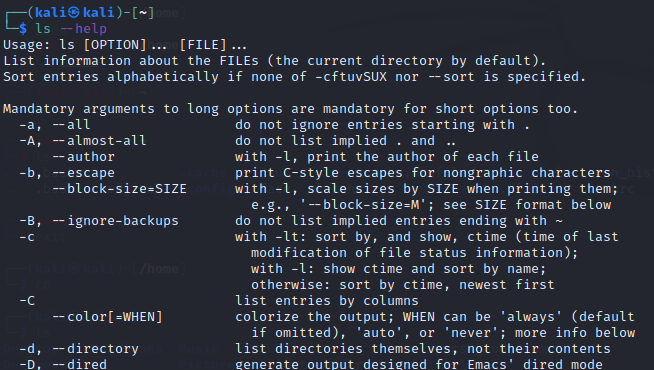 ┌──(kali㉿kali)-[~]
└─$ ls --help
Usage: ls [OPTION]... [FILE]...
List information about the FILEs (the current directory by default).
Sort entries alphabetically if none of -cftuvSUX nor --sort is specified.

Mandatory arguments to long options are mandatory for short options too.
  -a, --all                  do not ignore entries starting with .
  -A, --almost-all           do not list implied . and ..
      --author               with -l, print the author of each file
  -b, --escape               print C-style escapes for nongraphic characters
      --block-size=SIZE      with -l, scale sizes by SIZE when printing them;
                               e.g., '--block-size=M'; see SIZE format below
  -B, --ignore-backups       do not list implied entries ending with ~
  -c                         with -lt: sort by, and show, ctime (time of last
                               modification of file status information);
                               with -l: show ctime and sort by name;
                               otherwise: sort by ctime, newest first
  -C                         list entries by columns
      --color[=WHEN]         colorize the output; WHEN can be 'always' (default
                               if omitted), 'auto', or 'never'; more info below
  -d, --directory            list directories themselves, not their contents
  -D, --dired                generate output designed for Emacs' dired mode